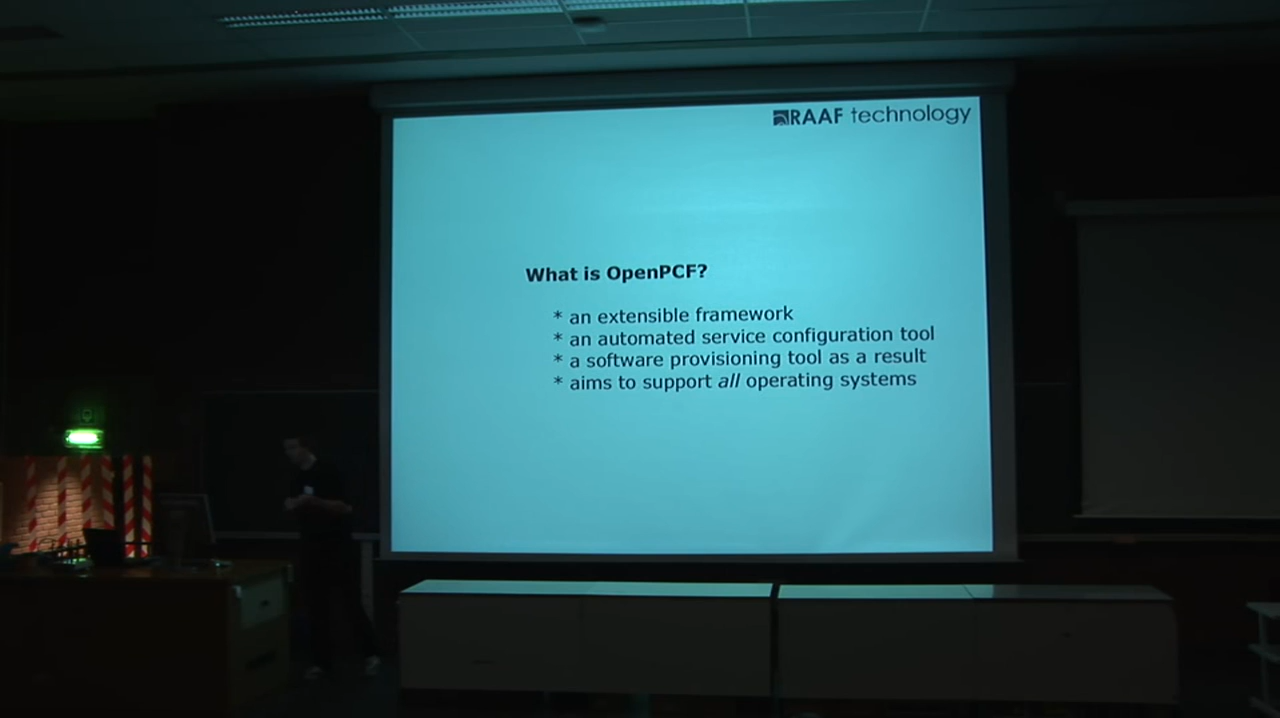 RAAF technology
What is OpenPCF?
* an extensible framework
* an automated service configuration tool
* a software provisioning tool as a result
* aims to support all operating systems